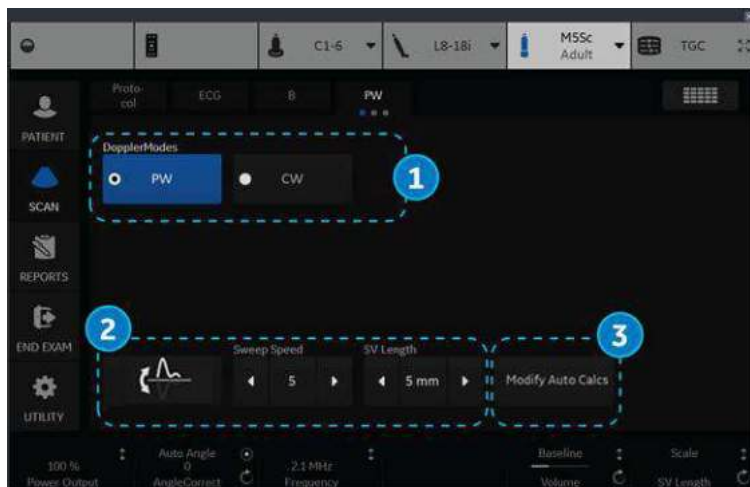 C1-6
L8-18i
M5Sc
Adult
TGC
Proto-
col
ECG
B
PW
PATIENT
DopplerModes
PW
CW
1
SCAN
REPORTS
END EXAM
2
Sweep Speed
SV Length
3
5
5 mm
Modify Auto Calcs
UTILITY
100 %
Power Output
Auto Angle
0
AngleCorrect
2.1 MHz
Frequency
Baseline
Volume
Scale
SV Length